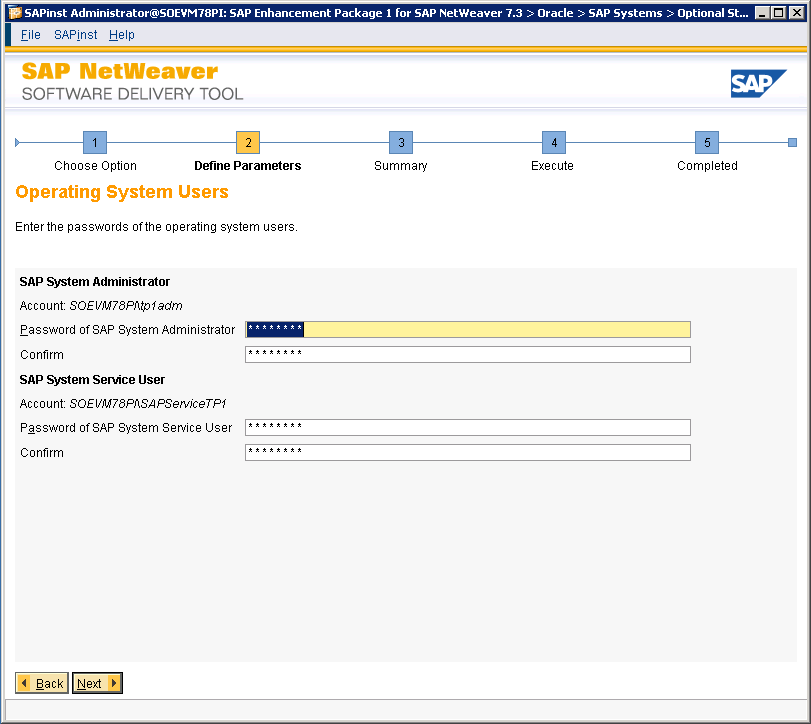 SAPinst Administrator@SOEVM78PI: SAP Enhancement Package 1 for SAP NetWeaver 7.3 > Oracle > SAP Systems > Optional St...
File SAPinst Help
SAP NetWeaver
SOFTWARE DELIVERY TOOL
SAP
1 2 3 4 5
Choose Option Define Parameters Summary Execute Completed
Operating System Users
Enter the passwords of the operating system users.
SAP System Administrator
Account: SOEVM78PI\tp1adm
Password of SAP System Administrator ********
Confirm ********
SAP System Service User
Account: SOEVM78PI\SAPServiceTP1
Password of SAP System Service User ********
Confirm ********
Back Next